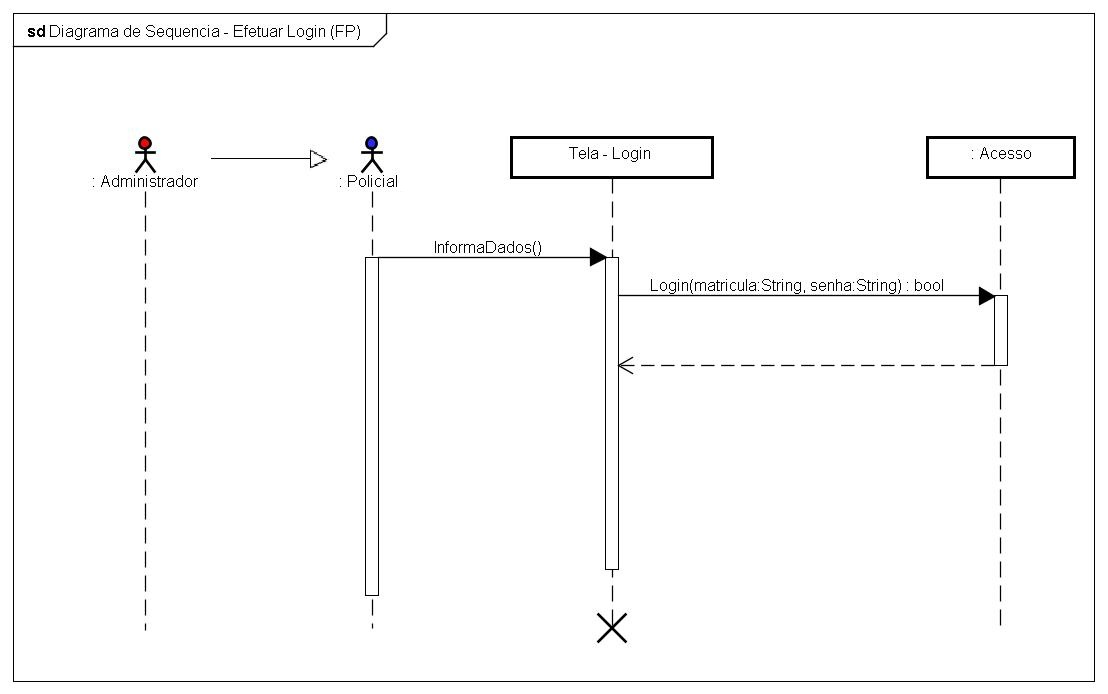 sd Diagrama de Sequencia - Efetuar Login (FP)
: Administrador
: Policial
Tela - Login
: Acesso
InformaDados()
Login(matricula:String, senha:String) : bool